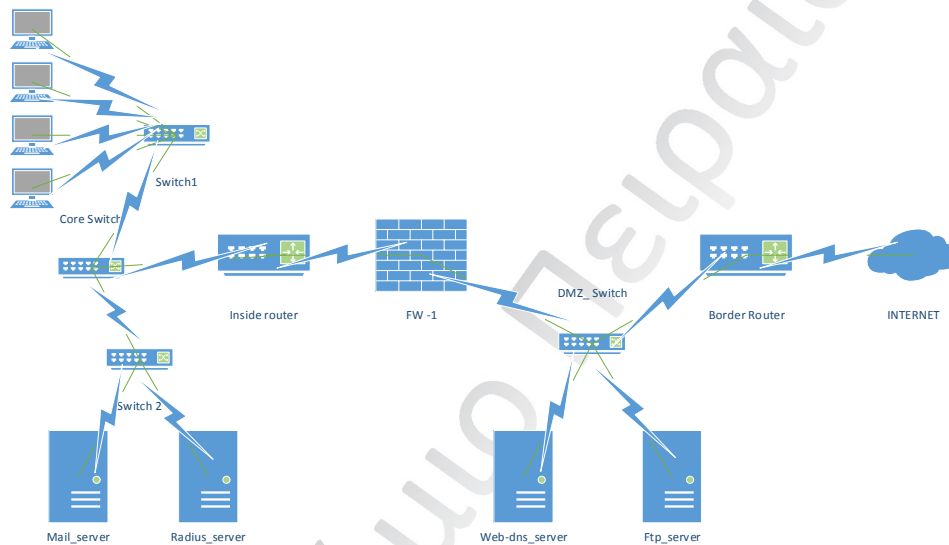 Switch1
Core Switch
DMZ_ Switch
Inside router
FW -1
Border Router
INTERNET
Switch 2
Mail_server
Radius_server
Web-dns_server
Ftp_server